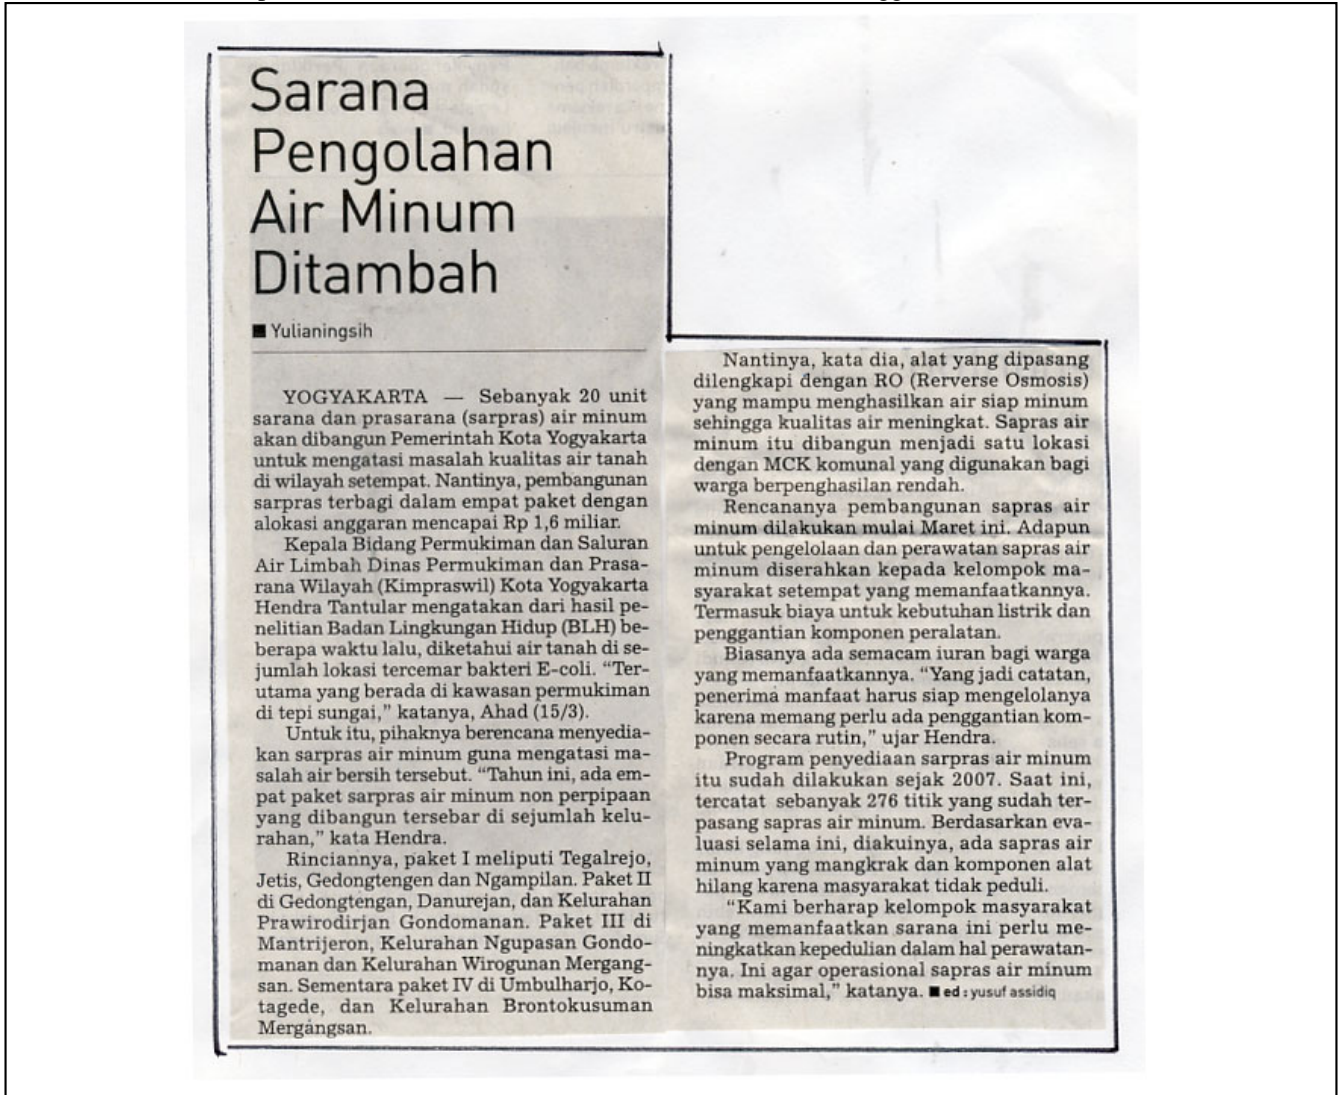 Sarana
Pengolahan
Air Minum
Ditambah
■ Yulianingsih
YOGYAKARTA — Sebanyak 20 unit
sarana dan prasarana (sarpras) air minum
akan dibangun Pemerintah Kota Yogyakarta
untuk mengatasi masalah kualitas air tanah
di wilayah setempat. Nantinya, pembangunan
sarpras terbagi dalam empat paket dengan
alokasi anggaran mencapai Rp 1,6 miliar.
Kepala Bidang Permukiman dan Saluran
Air Limbah Dinas Permukiman dan Prasa-
rana Wilayah (Kimpraswil) Kota Yogyakarta
Hendra Tantular mengatakan dari hasil pe-
nelitian Badan Lingkungan Hidup (BLH) be-
berapa waktu lalu, diketahui air tanah di se-
jumlah lokasi tercemar bakteri E-coli. “Ter-
utama yang berada di kawasan permukiman
di tepi sungai,” katanya, Ahad (15/3).
Untuk itu, pihaknya berencana menyedia-
kan sarpras air minum guna mengatasi ma-
salah air bersih tersebut. “Tahun ini, ada em-
pat paket sarpras air minum non perpipaan
yang dibangun tersebar di sejumlah kelu-
rahan,” kata Hendra.
Rinciannya, paket I meliputi Tegalrejo,
Jetis, Gedongtengen dan Ngampilan. Paket II
di Gedongtengan, Danurejan, dan Kelurahan
Prawirodirjan Gondomanan. Paket III di
Mantrijeron, Kelurahan Ngupasan Gondo-
manan dan Kelurahan Wirogunan Mergang-
san. Sementara paket IV di Umbulharjo, Ko-
tagede, dan Kelurahan Brontokusuman
Mergangsan.
Nantinya, kata dia, alat yang dipasang
dilengkapi dengan RO (Rerverse Osmosis)
yang mampu menghasilkan air siap minum
sehingga kualitas air meningkat. Sapras air
minum itu dibangun menjadi satu lokasi
dengan MCK komunal yang digunakan bagi
warga berpenghasilan rendah.
Rencananya pembangunan sapras air
minum dilakukan mulai Maret ini. Adapun
untuk pengelolaan dan perawatan sapras air
minum diserahkan kepada kelompok ma-
syarakat setempat yang memanfaatkannya.
Termasuk biaya untuk kebutuhan listrik dan
penggantian komponen peralatan.
Biasanya ada semacam iuran bagi warga
yang memanfaatkannya. “Yang jadi catatan,
penerima manfaat harus siap mengelolanya
karena memang perlu ada penggantian kom-
ponen secara rutin,” ujar Hendra.
Program penyediaan sarpras air minum
itu sudah dilakukan sejak 2007. Saat ini,
tercatat sebanyak 276 titik yang sudah ter-
pasang sapras air minum. Berdasarkan eva-
luasi selama ini, diakuinya, ada sapras air
minum yang mangkrak dan komponen alat
hilang karena masyarakat tidak peduli.
“Kami berharap kelompok masyarakat
yang memanfaatkan sarana ini perlu me-
ningkatkan kepedulian dalam hal perawatan-
nya. Ini agar operasional sapras air minum
bisa maksimal,” katanya. ■ ed : yusuf assidiq